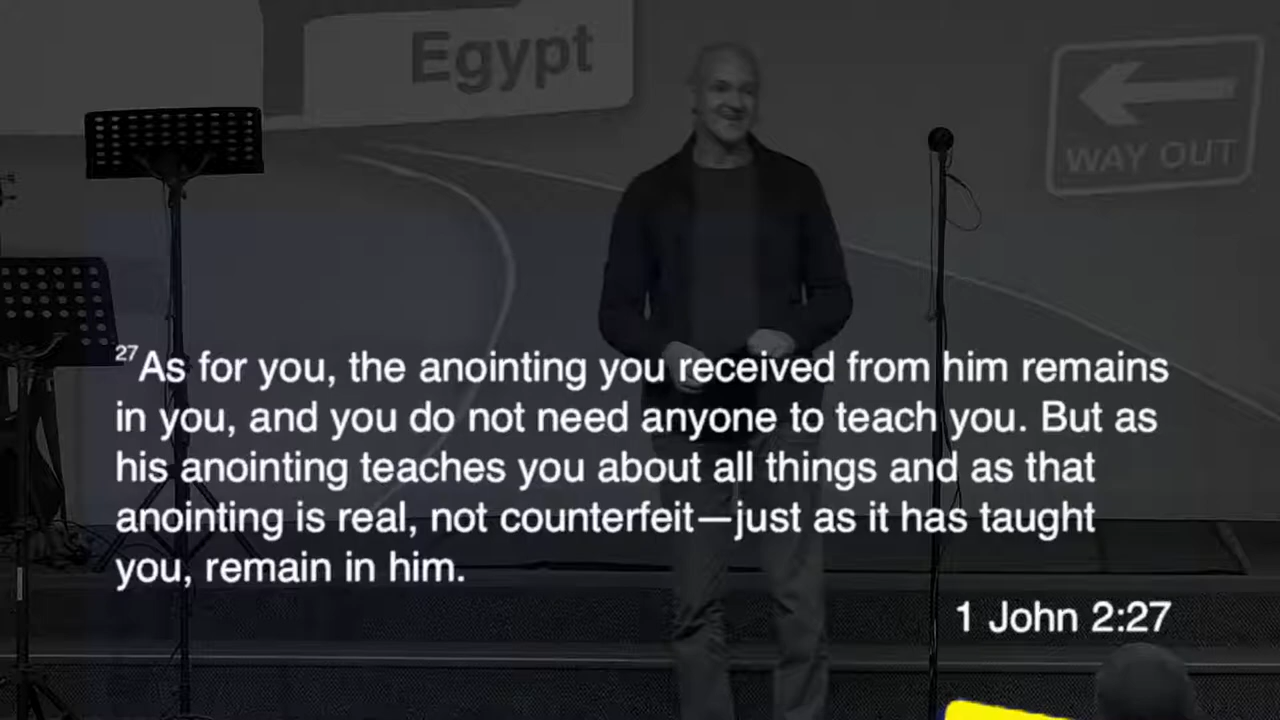 Egypt
WAY OUT
27As for you, the anointing you received from him remains
in you, and you do not need anyone to teach you. But as
his anointing teaches you about all things and as that
anointing is real, not counterfeit—just as it has taught
you, remain in him.
1 John 2:27